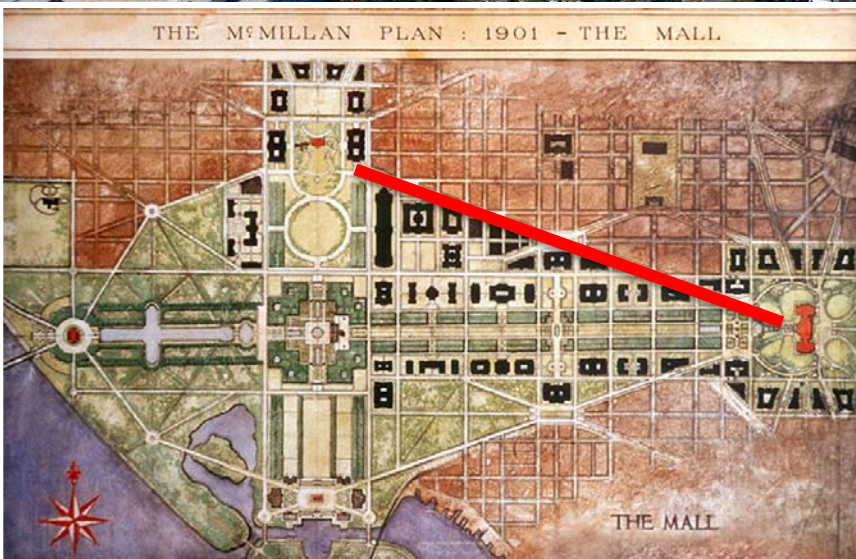 THE MᶜMILLAN PLAN : 1901 - THE MALL
THE MALL